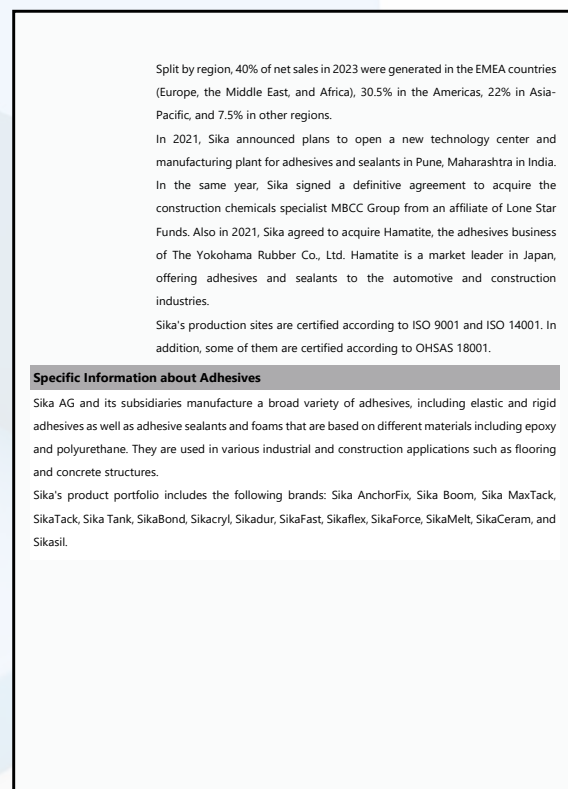 Split by region, 40% of net sales in 2023 were generated in the EMEA countries
(Europe, the Middle East, and Africa), 30.5% in the Americas, 22% in Asia-
Pacific, and 7.5% in other regions.
In 2021, Sika announced plans to open a new technology center and
manufacturing plant for adhesives and sealants in Pune, Maharashtra in India.
In the same year, Sika signed a definitive agreement to acquire the
construction chemicals specialist MBCC Group from an affiliate of Lone Star
Funds. Also in 2021, Sika agreed to acquire Hamatite, the adhesives business
of The Yokohama Rubber Co., Ltd. Hamatite is a market leader in Japan,
offering adhesives and sealants to the automotive and construction
industries.
Sika's production sites are certified according to ISO 9001 and ISO 14001. In
addition, some of them are certified according to OHSAS 18001.
Specific Information about Adhesives
Sika AG and its subsidiaries manufacture a broad variety of adhesives, including elastic and rigid
adhesives as well as adhesive sealants and foams that are based on different materials including epoxy
and polyurethane. They are used in various industrial and construction applications such as flooring
and concrete structures.
Sika's product portfolio includes the following brands: Sika AnchorFix, Sika Boom, Sika MaxTack,
SikaTack, Sika Tank, SikaBond, Sikacryl, Sikadur, SikaFast, Sikaflex, SikaForce, SikaMelt, SikaCeram, and
Sikasil.